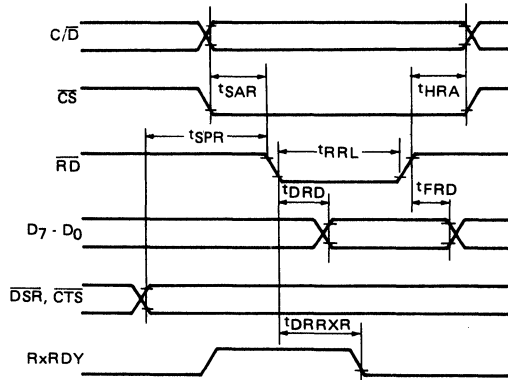 C/D̅
tSAR
tHRA
C̅S̅
tSPR
tRRL
R̅D̅
tDRD
tFRD
D7 - D0
D̅S̅R̅, C̅T̅S̅
tDRRXR
RxRDY